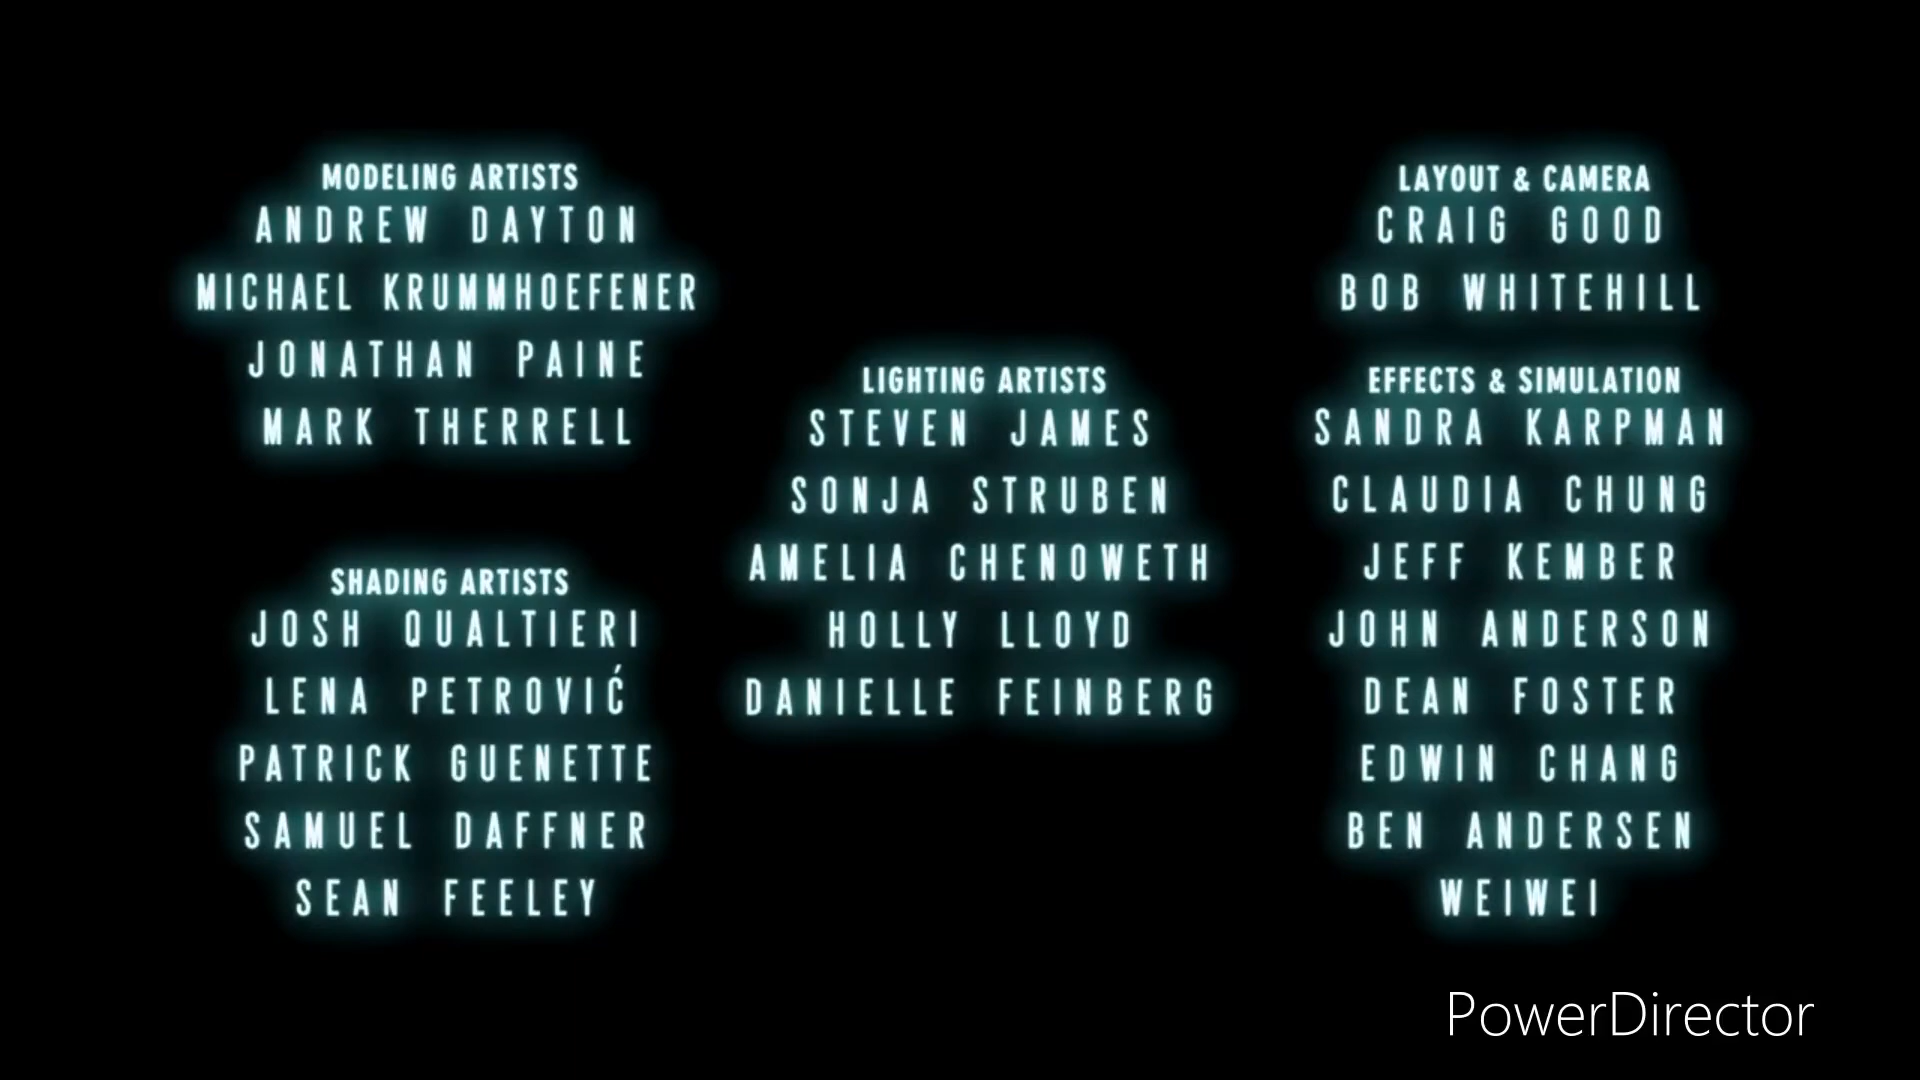 MODELING ARTISTS
ANDREW DAYTON
MICHAEL KRUMMHOEFENER
JONATHAN PAINE
MARK THERRELL
SHADING ARTISTS
JOSH QUALTIERI
LENA PETROVIĆ
PATRICK GUENETTE
SAMUEL DAFFNER
SEAN FEELEY
LIGHTING ARTISTS
STEVEN JAMES
SONJA STRUBEN
AMELIA CHENOWETH
HOLLY LLOYD
DANIELLE FEINBERG
LAYOUT & CAMERA
CRAIG GOOD
BOB WHITEHILL
EFFECTS & SIMULATION
SANDRA KARPMAN
CLAUDIA CHUNG
JEFF KEMBER
JOHN ANDERSON
DEAN FOSTER
EDWIN CHANG
BEN ANDERSEN
WEIWEI
PowerDirector